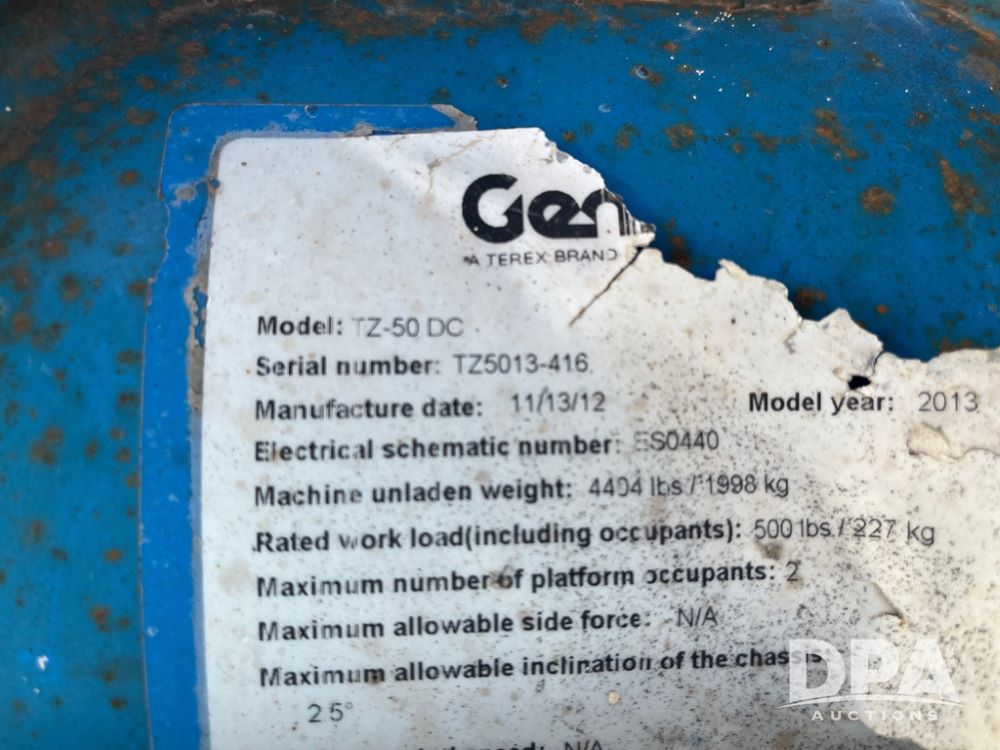 Gen
A TEREX BRAND
Model: TZ-50 DC
Serial number: TZ5013-416
Manufacture date: 11/13/12 Model year: 2013
Electrical schematic number: ES0440
Machine unladen weight: 4404 lbs / 1998 kg
Rated work load(including occupants): 500 lbs / 227 kg
Maximum number of platform occupants: 2
Maximum allowable side force: N/A
Maximum allowable inclination of the chassis
2.5°
N/A
DPA
AUCTIONS